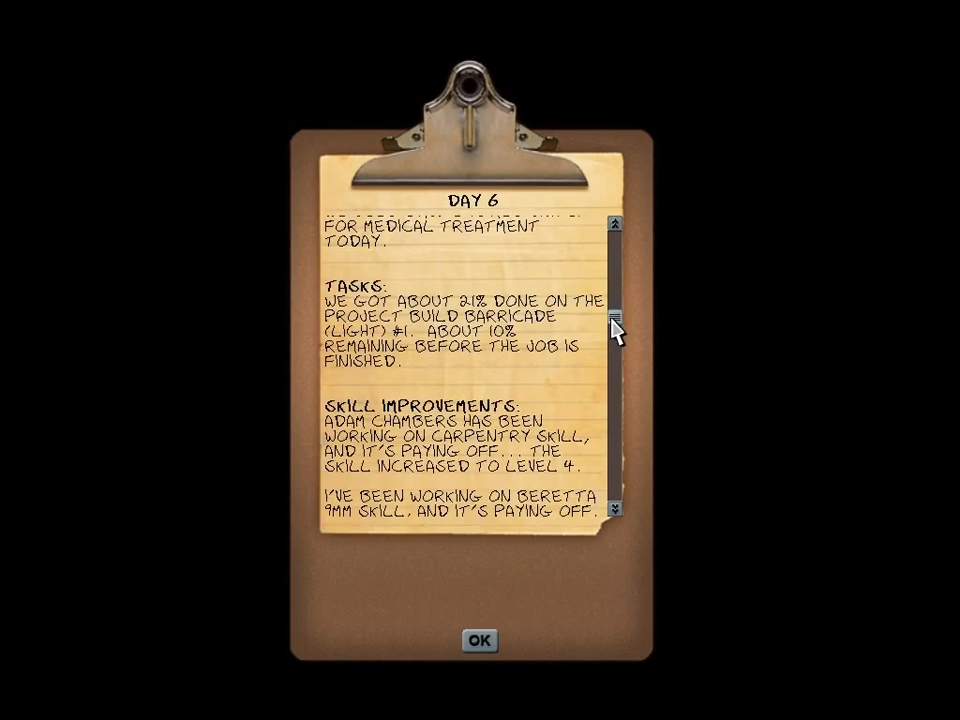 DAY 6
FOR MEDICAL TREATMENT
TODAY.
TASKS:
WE GOT ABOUT 21% DONE ON THE
PROJECT BUILD BARRICADE
(LIGHT) #1. ABOUT 10%
REMAINING BEFORE THE JOB IS
FINISHED.
SKILL IMPROVEMENTS:
ADAM CHAMBERS HAS BEEN
WORKING ON CARPENTRY SKILL,
AND IT'S PAYING OFF... THE
SKILL INCREASED TO LEVEL 4.
I'VE BEEN WORKING ON BERETTA
9MM SKILL, AND IT'S PAYING OFF.
OK